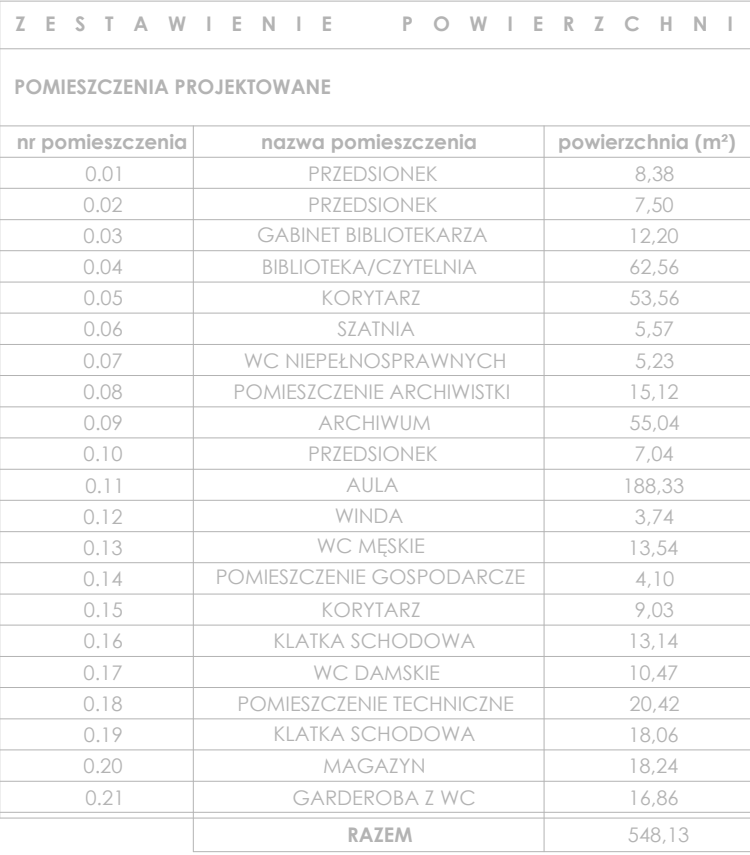 ZESTAWIENIE POWIERZCHNI
POMIESZCZENIA PROJEKTOWANE
nr pomieszczenia nazwa pomieszczenia powierzchnia (m²)
0.01 PRZEDSIONEK 8,38
0.02 PRZEDSIONEK 7,50
0.03 GABINET BIBLIOTEKARZA 12,20
0.04 BIBLIOTEKA/CZYTELNIA 62,56
0.05 KORYTARZ 53,56
0.06 SZATNIA 5,57
0.07 WC NIEPEŁNOSPRAWNYCH 5,23
0.08 POMIESZCZENIE ARCHIWISTKI 15,12
0.09 ARCHIWUM 55,04
0.10 PRZEDSIONEK 7,04
0.11 AULA 188,33
0.12 WINDA 3,74
0.13 WC MĘSKIE 13,54
0.14 POMIESZCZENIE GOSPODARCZE 4,10
0.15 KORYTARZ 9,03
0.16 KLATKA SCHODOWA 13,14
0.17 WC DAMSKIE 10,47
0.18 POMIESZCZENIE TECHNICZNE 20,42
0.19 KLATKA SCHODOWA 18,06
0.20 MAGAZYN 18,24
0.21 GARDEROBA Z WC 16,86
RAZEM 548,13